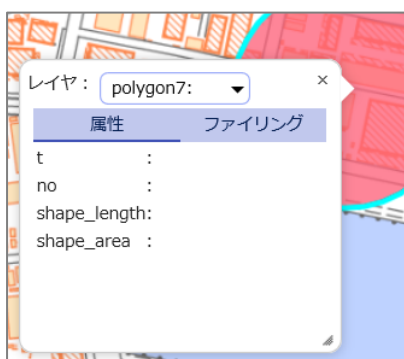 レイヤ： polygon7: ×
属性 ファイリング
t :
no :
shape_length:
shape_area :